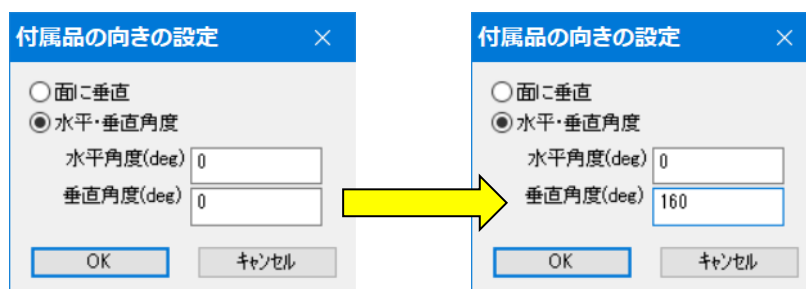 付属品の向きの設定
面に垂直
水平・垂直角度
水平角度(deg) 0
垂直角度(deg) 0
OK キャンセル
付属品の向きの設定
面に垂直
水平・垂直角度
水平角度(deg) 0
垂直角度(deg) 160
OK キャンセル